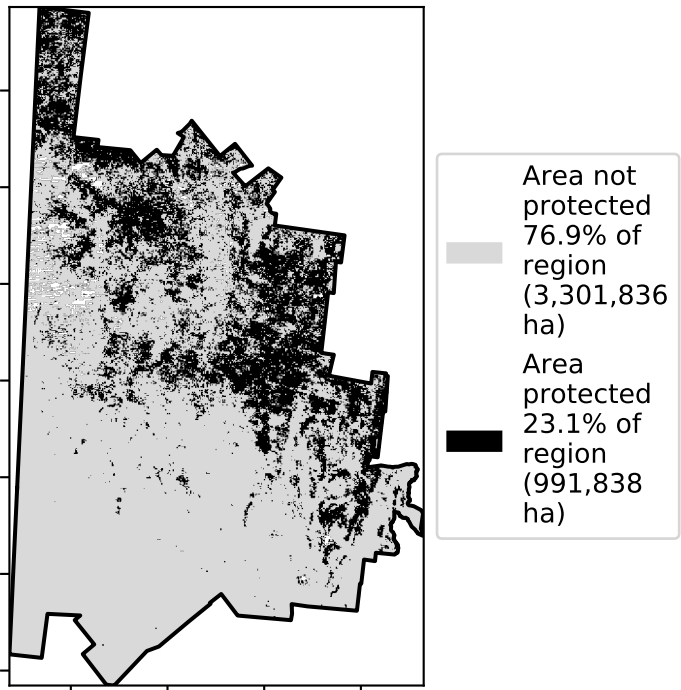 Area not
protected
76.9% of
region
(3,301,836
ha)
Area
protected
23.1% of
region
(991,838
ha)